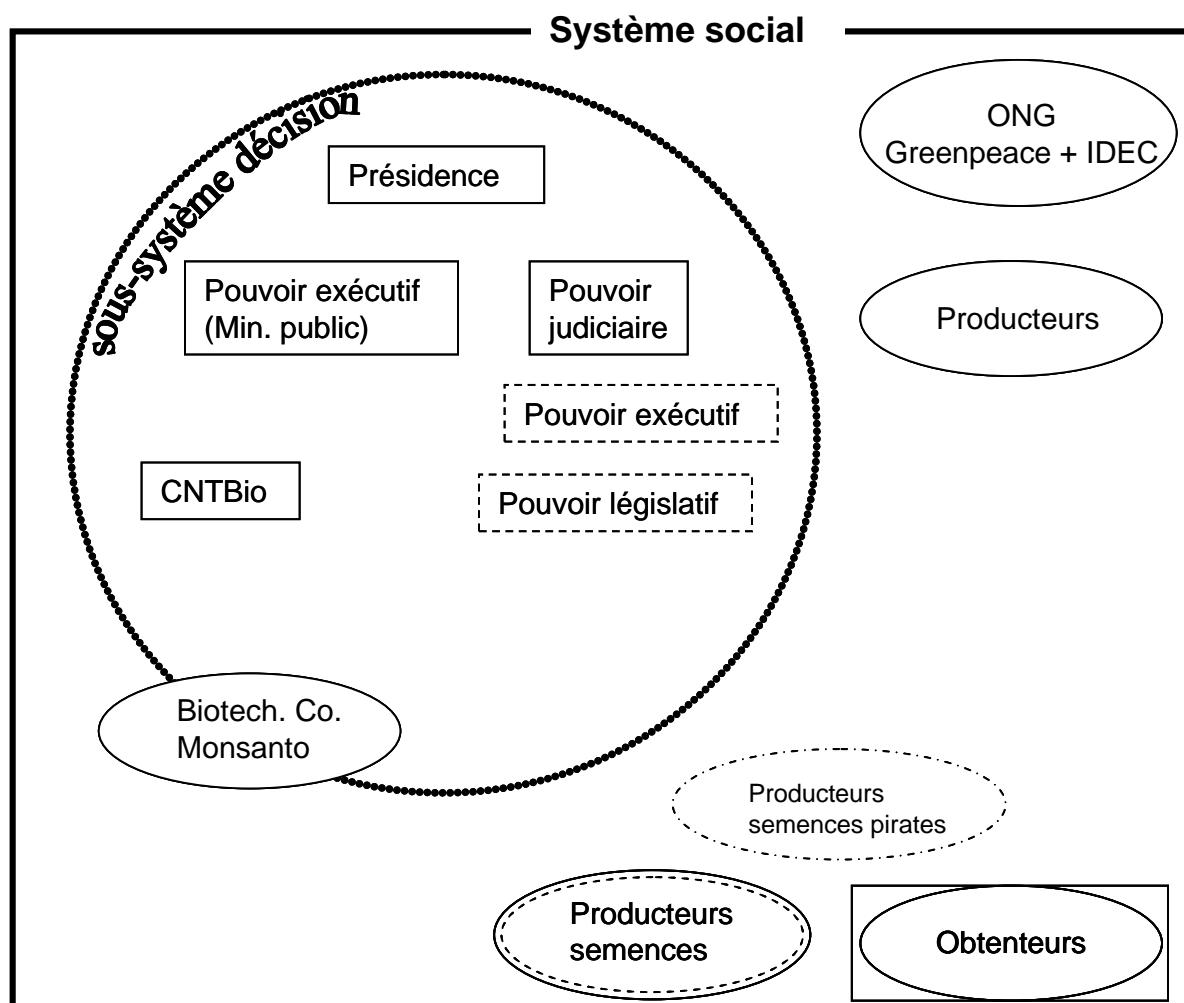 Système social
sous-système décision
ONG
Greenpeace + IDEC
Présidence
Pouvoir exécutif
(Min. public)
Pouvoir
judiciaire
Producteurs
Pouvoir exécutif
CNTBio
Pouvoir législatif
Biotech. Co.
Monsanto
Producteurs
semences pirates
Producteurs
semences
Obtenteurs